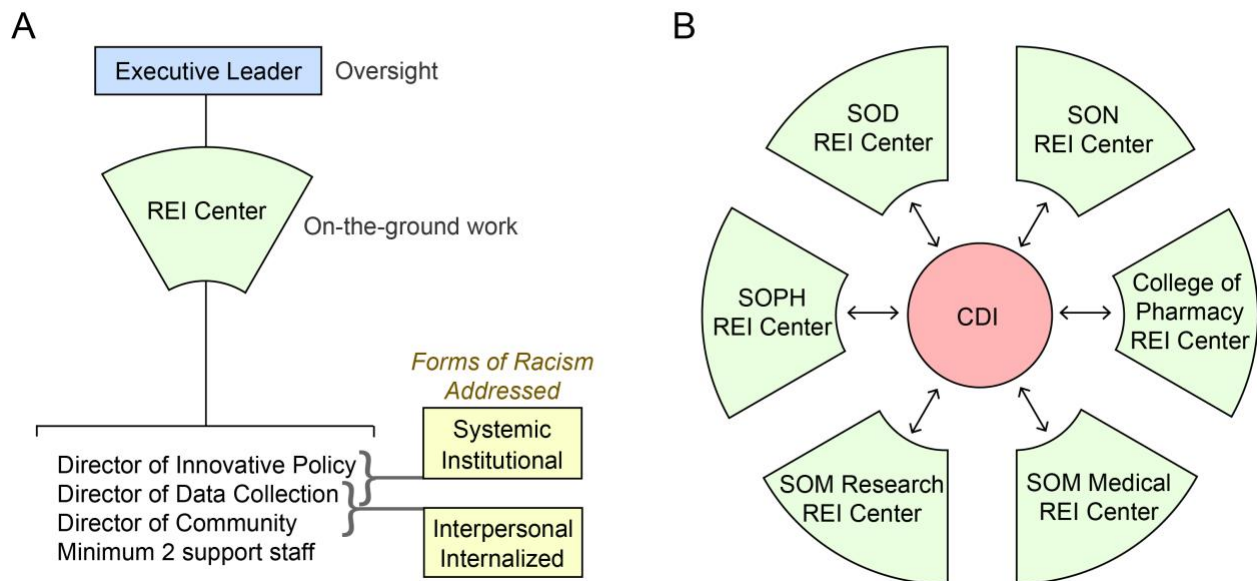 A
Executive Leader
Oversight
REI Center
On-the-ground work
Forms of Racism
Addressed
Systemic
Institutional
Director of Innovative Policy
Director of Data Collection
Director of Community
Minimum 2 support staff
Interpersonal
Internalized
B
SOD
REI Center
SON
REI Center
SOPH
REI Center
CDI
College of
Pharmacy
REI Center
SOM Research
REI Center
SOM Medical
REI Center